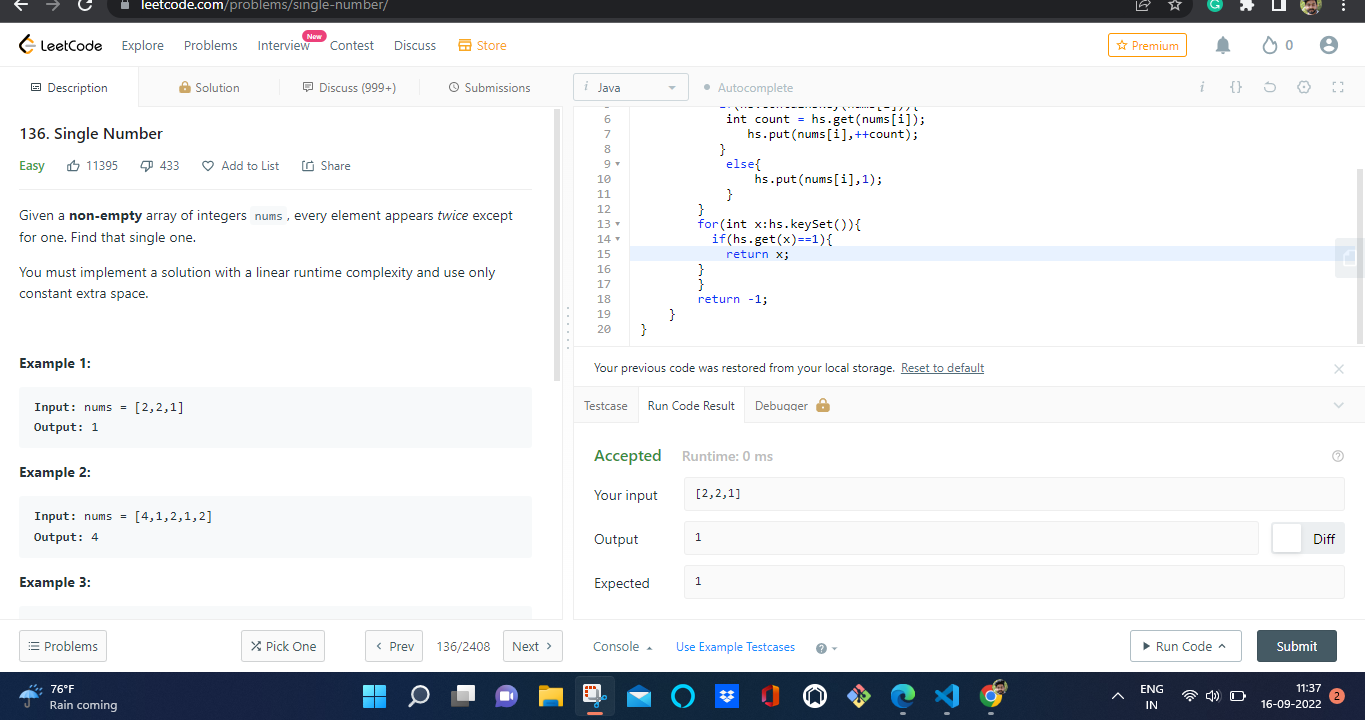 leetcode.com/problems/single-number/
LeetCode Explore Problems Interview New Contest Discuss Store Premium 0
Description Solution Discuss (999+) Submissions
136. Single Number
Easy 11395 433 Add to List Share
Given a non-empty array of integers nums, every element appears twice except
for one. Find that single one.
You must implement a solution with a linear runtime complexity and use only
constant extra space.
Example 1:
Input: nums = [2,2,1]
Output: 1
Example 2:
Input: nums = [4,1,2,1,2]
Output: 4
Example 3:
Problems Pick One Prev 136/2408 Next
i Java Autocomplete i {}
6 int count = hs.get(nums[i]);
7 hs.put(nums[i],++count);
8 }
9 else{
10 hs.put(nums[i],1);
11 }
12 }
13 for(int x:hs.keySet()){
14 if(hs.get(x)==1){
15 return x;
16 }
17 }
18 return -1;
19 }
20 }
Your previous code was restored from your local storage. Reset to default
Testcase Run Code Result Debugger
Accepted Runtime: 0 ms
Your input [2,2,1]
Output 1 Diff
Expected 1
Console Use Example Testcases Run Code Submit
76°F
Rain coming
ENG
IN
11:37
16-09-2022
2